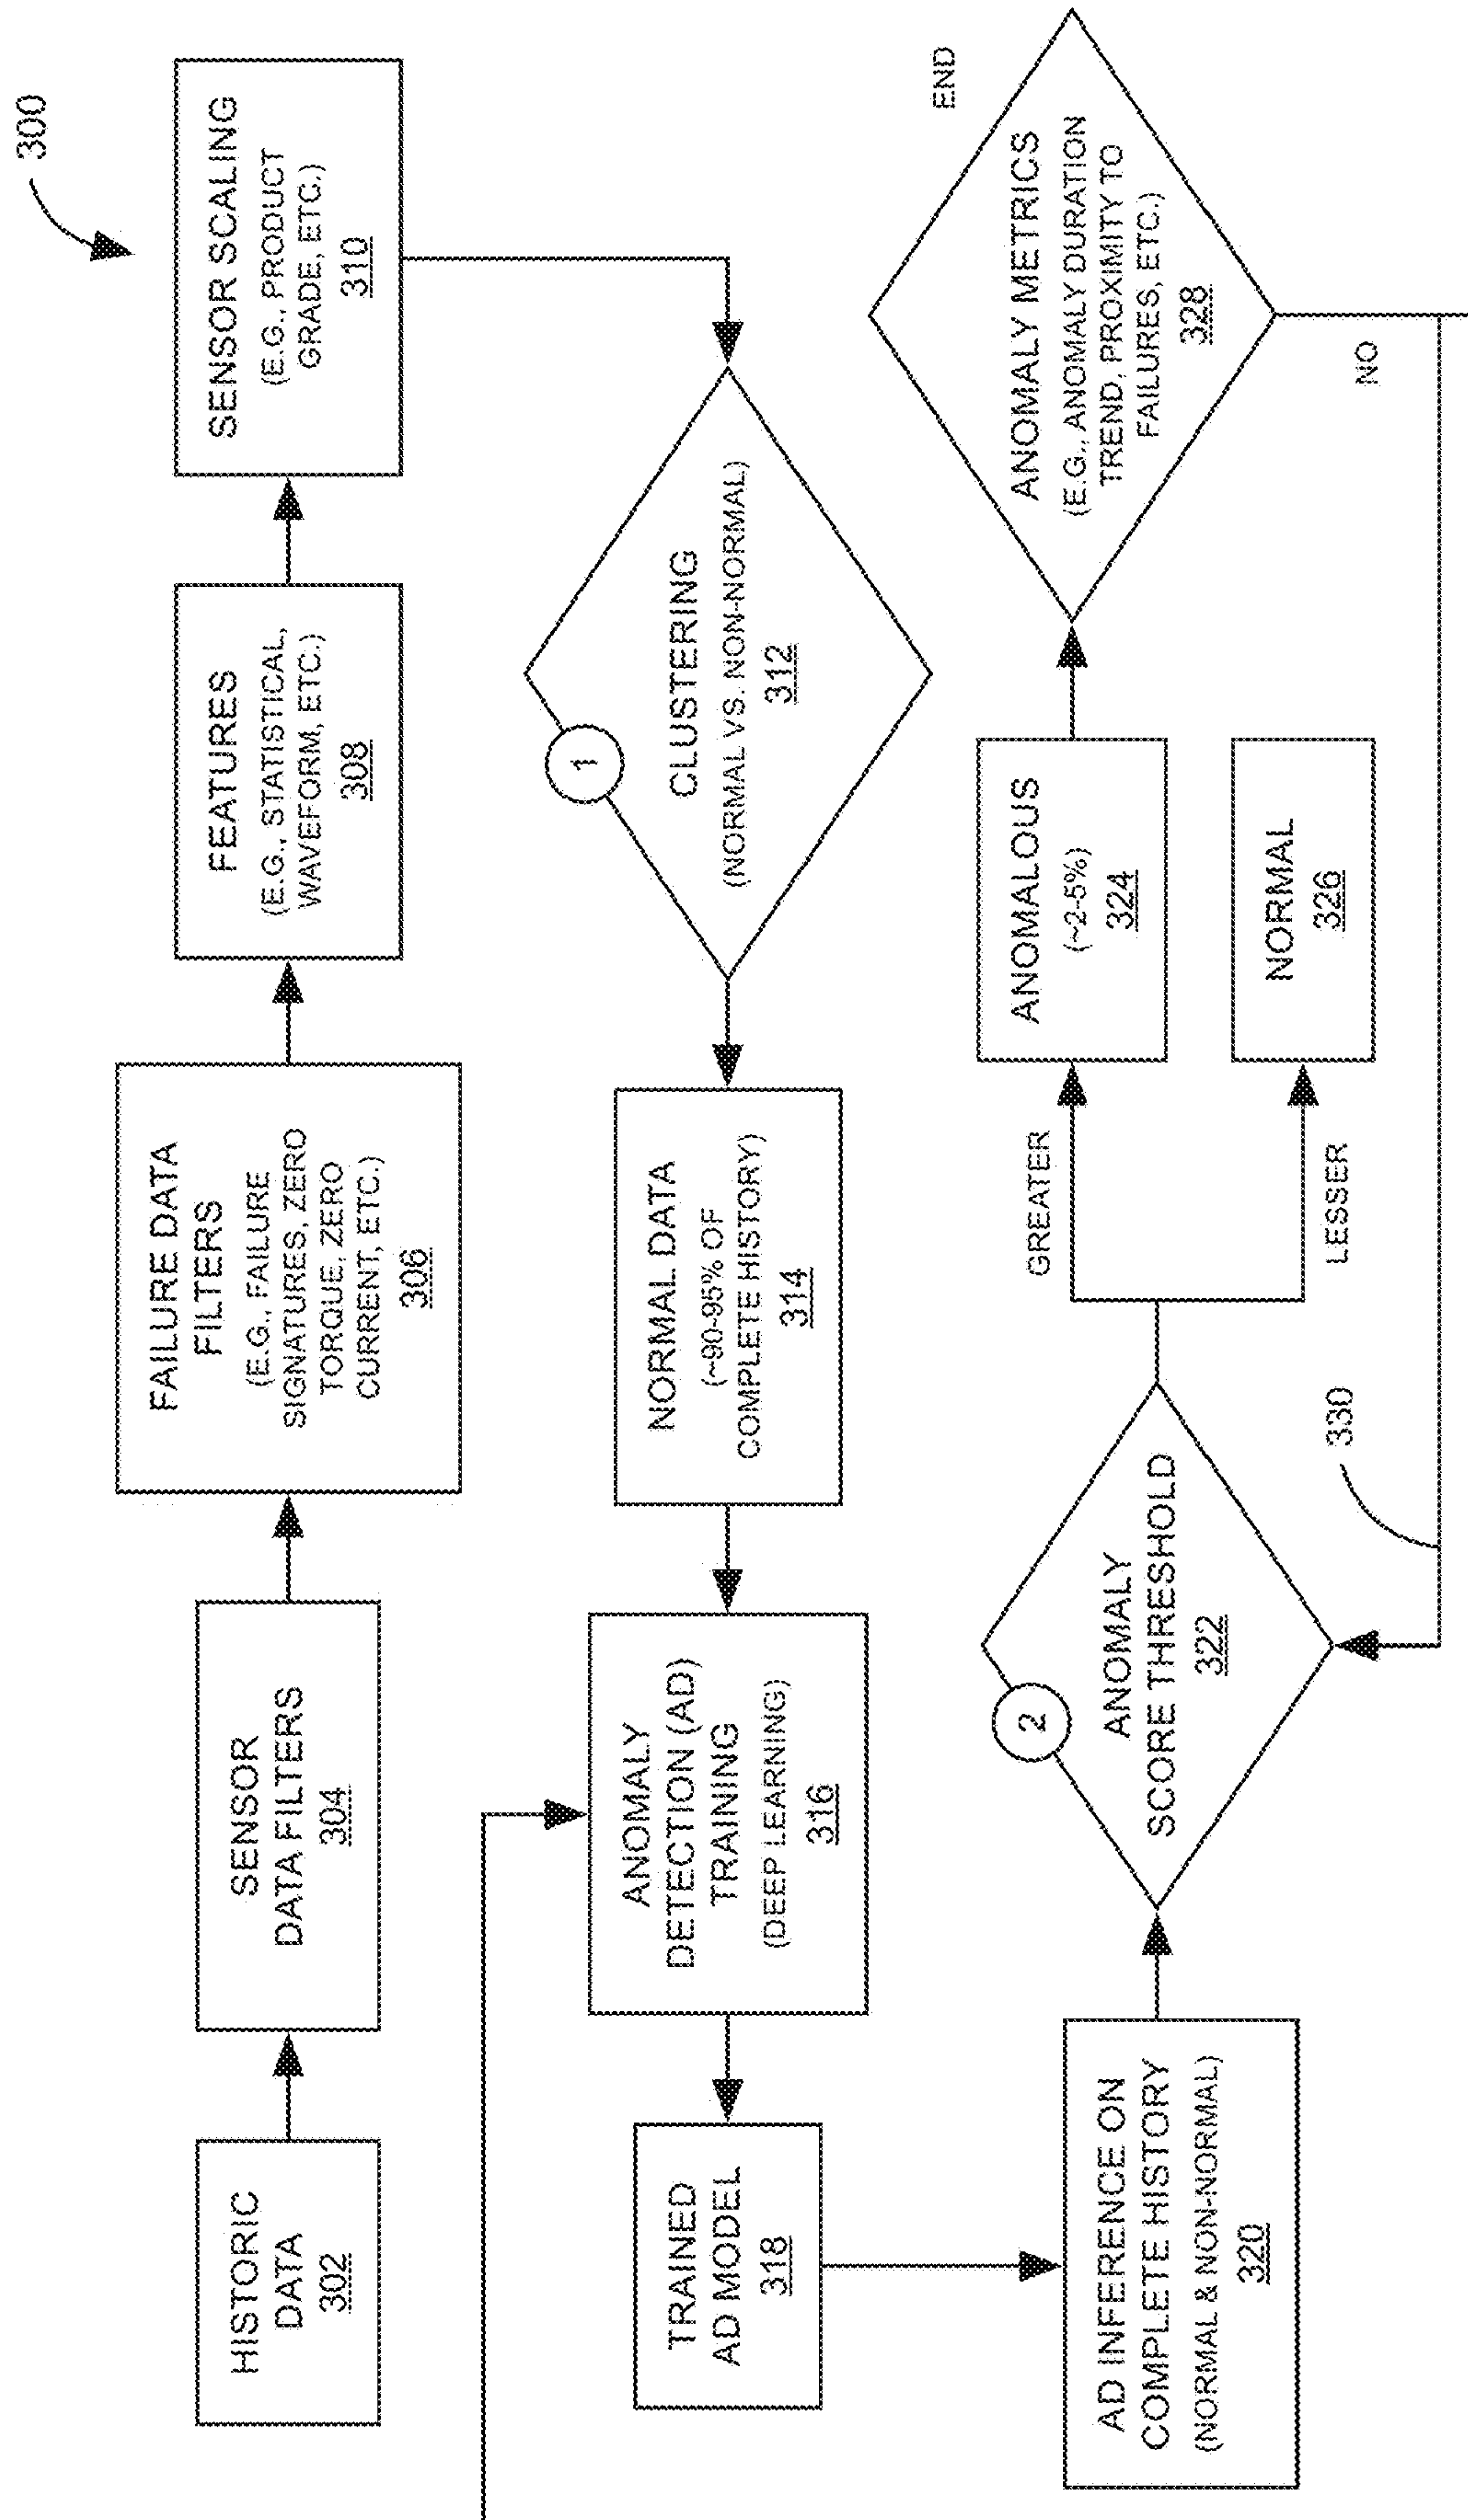 300
HISTORIC
DATA
302
SENSOR
DATA FILTERS
304
FAILURE DATA
FILTERS
(E.G., FAILURE
SIGNATURES, ZERO
TORQUE, ZERO
CURRENT, ETC.)
306
FEATURES
(E.G., STATISTICAL,
WAVEFORM, ETC.)
308
SENSOR SCALING
(E.G., PRODUCT
GRADE, ETC.)
310
1
CLUSTERING
(NORMAL VS. NON-NORMAL)
312
NORMAL DATA
(~90-95% OF
COMPLETE HISTORY)
314
ANOMALY
DETECTION (AD)
TRAINING
(DEEP LEARNING)
316
TRAINED
AD MODEL
318
AD INFERENCE ON
COMPLETE HISTORY
(NORMAL & NON-NORMAL)
320
2
ANOMALY
SCORE THRESHOLD
322
GREATER
LESSER
ANOMALOUS
(~2-5%)
324
NORMAL
326
ANOMALY METRICS
(E.G., ANOMALY DURATION
TREND, PROXIMITY TO
FAILURES, ETC.)
328
END
NO
330